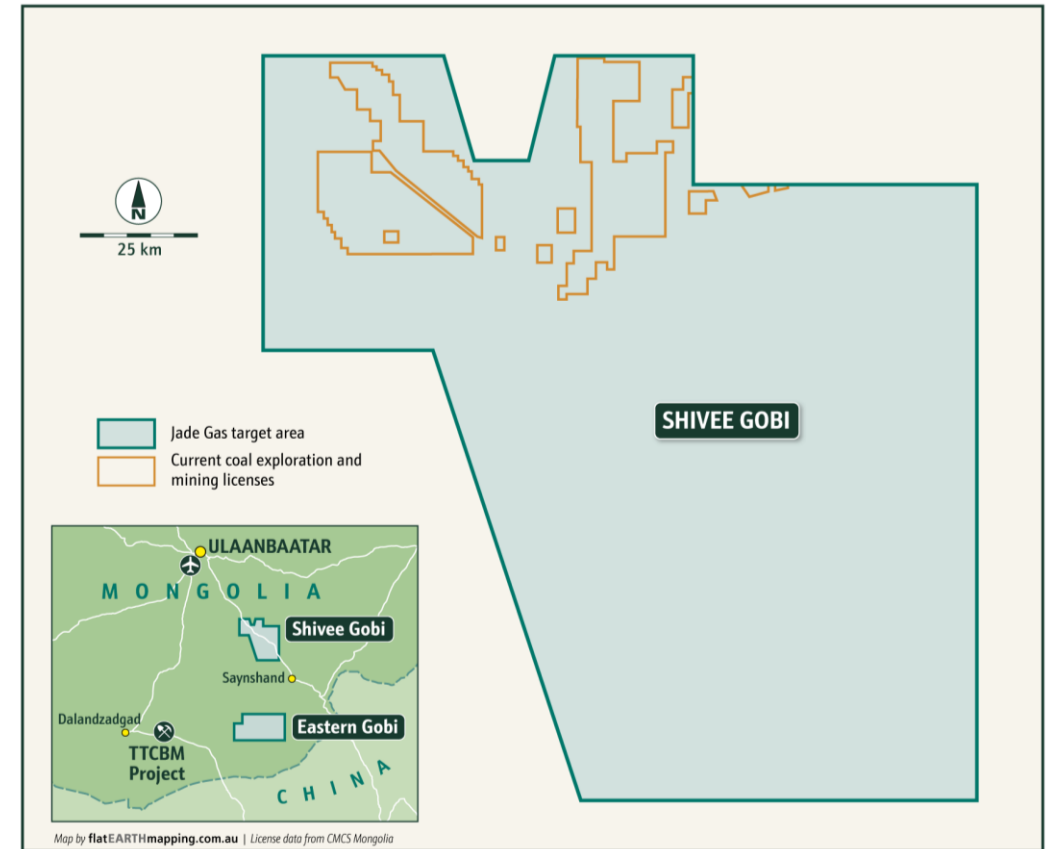 N
25 km
SHIVEE GOBI
Jade Gas target area
Current coal exploration and
mining licenses
ULAANBAATAR
MONGOLIA
Shivee Gobi
Saynshand
Dalandzadgad
Eastern Gobi
TTCBM
Project
CHINA
Map by flatEARTHmapping.com.au | License data from CMCS Mongolia